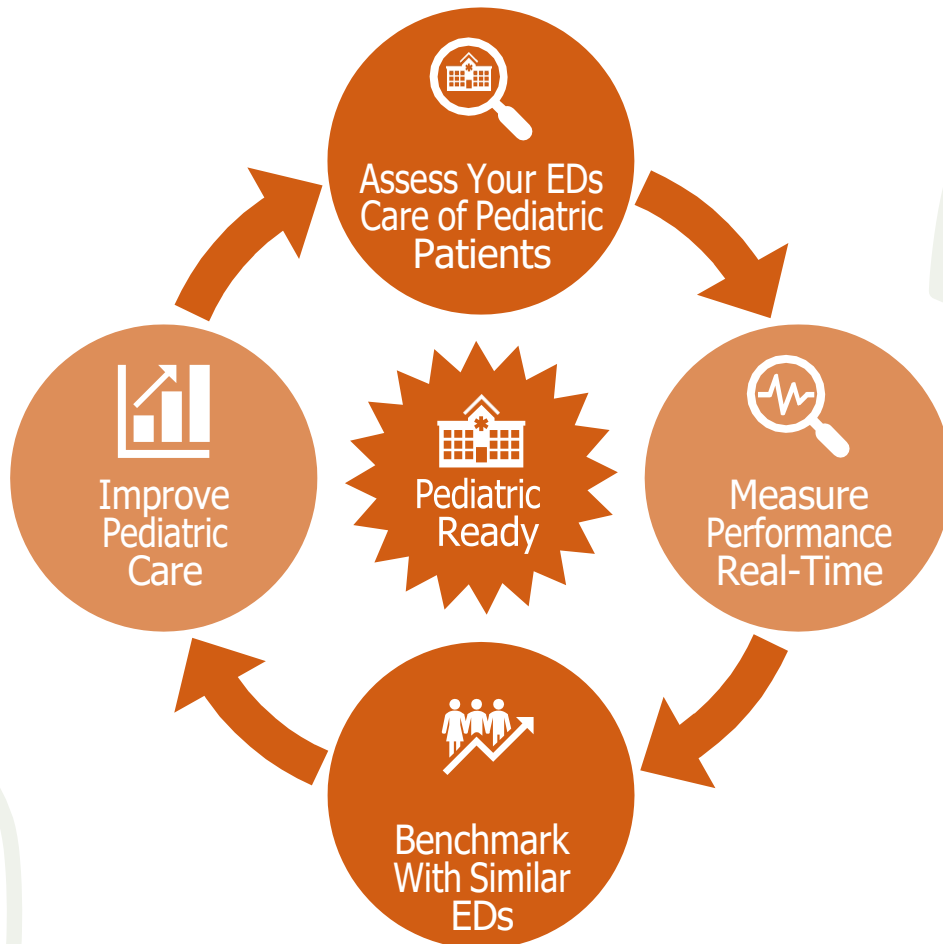 Assess Your EDs
Care of Pediatric
Patients
Measure
Performance
Real-Time
Benchmark
With Similar
EDs
Improve
Pediatric
Care
Pediatric
Ready